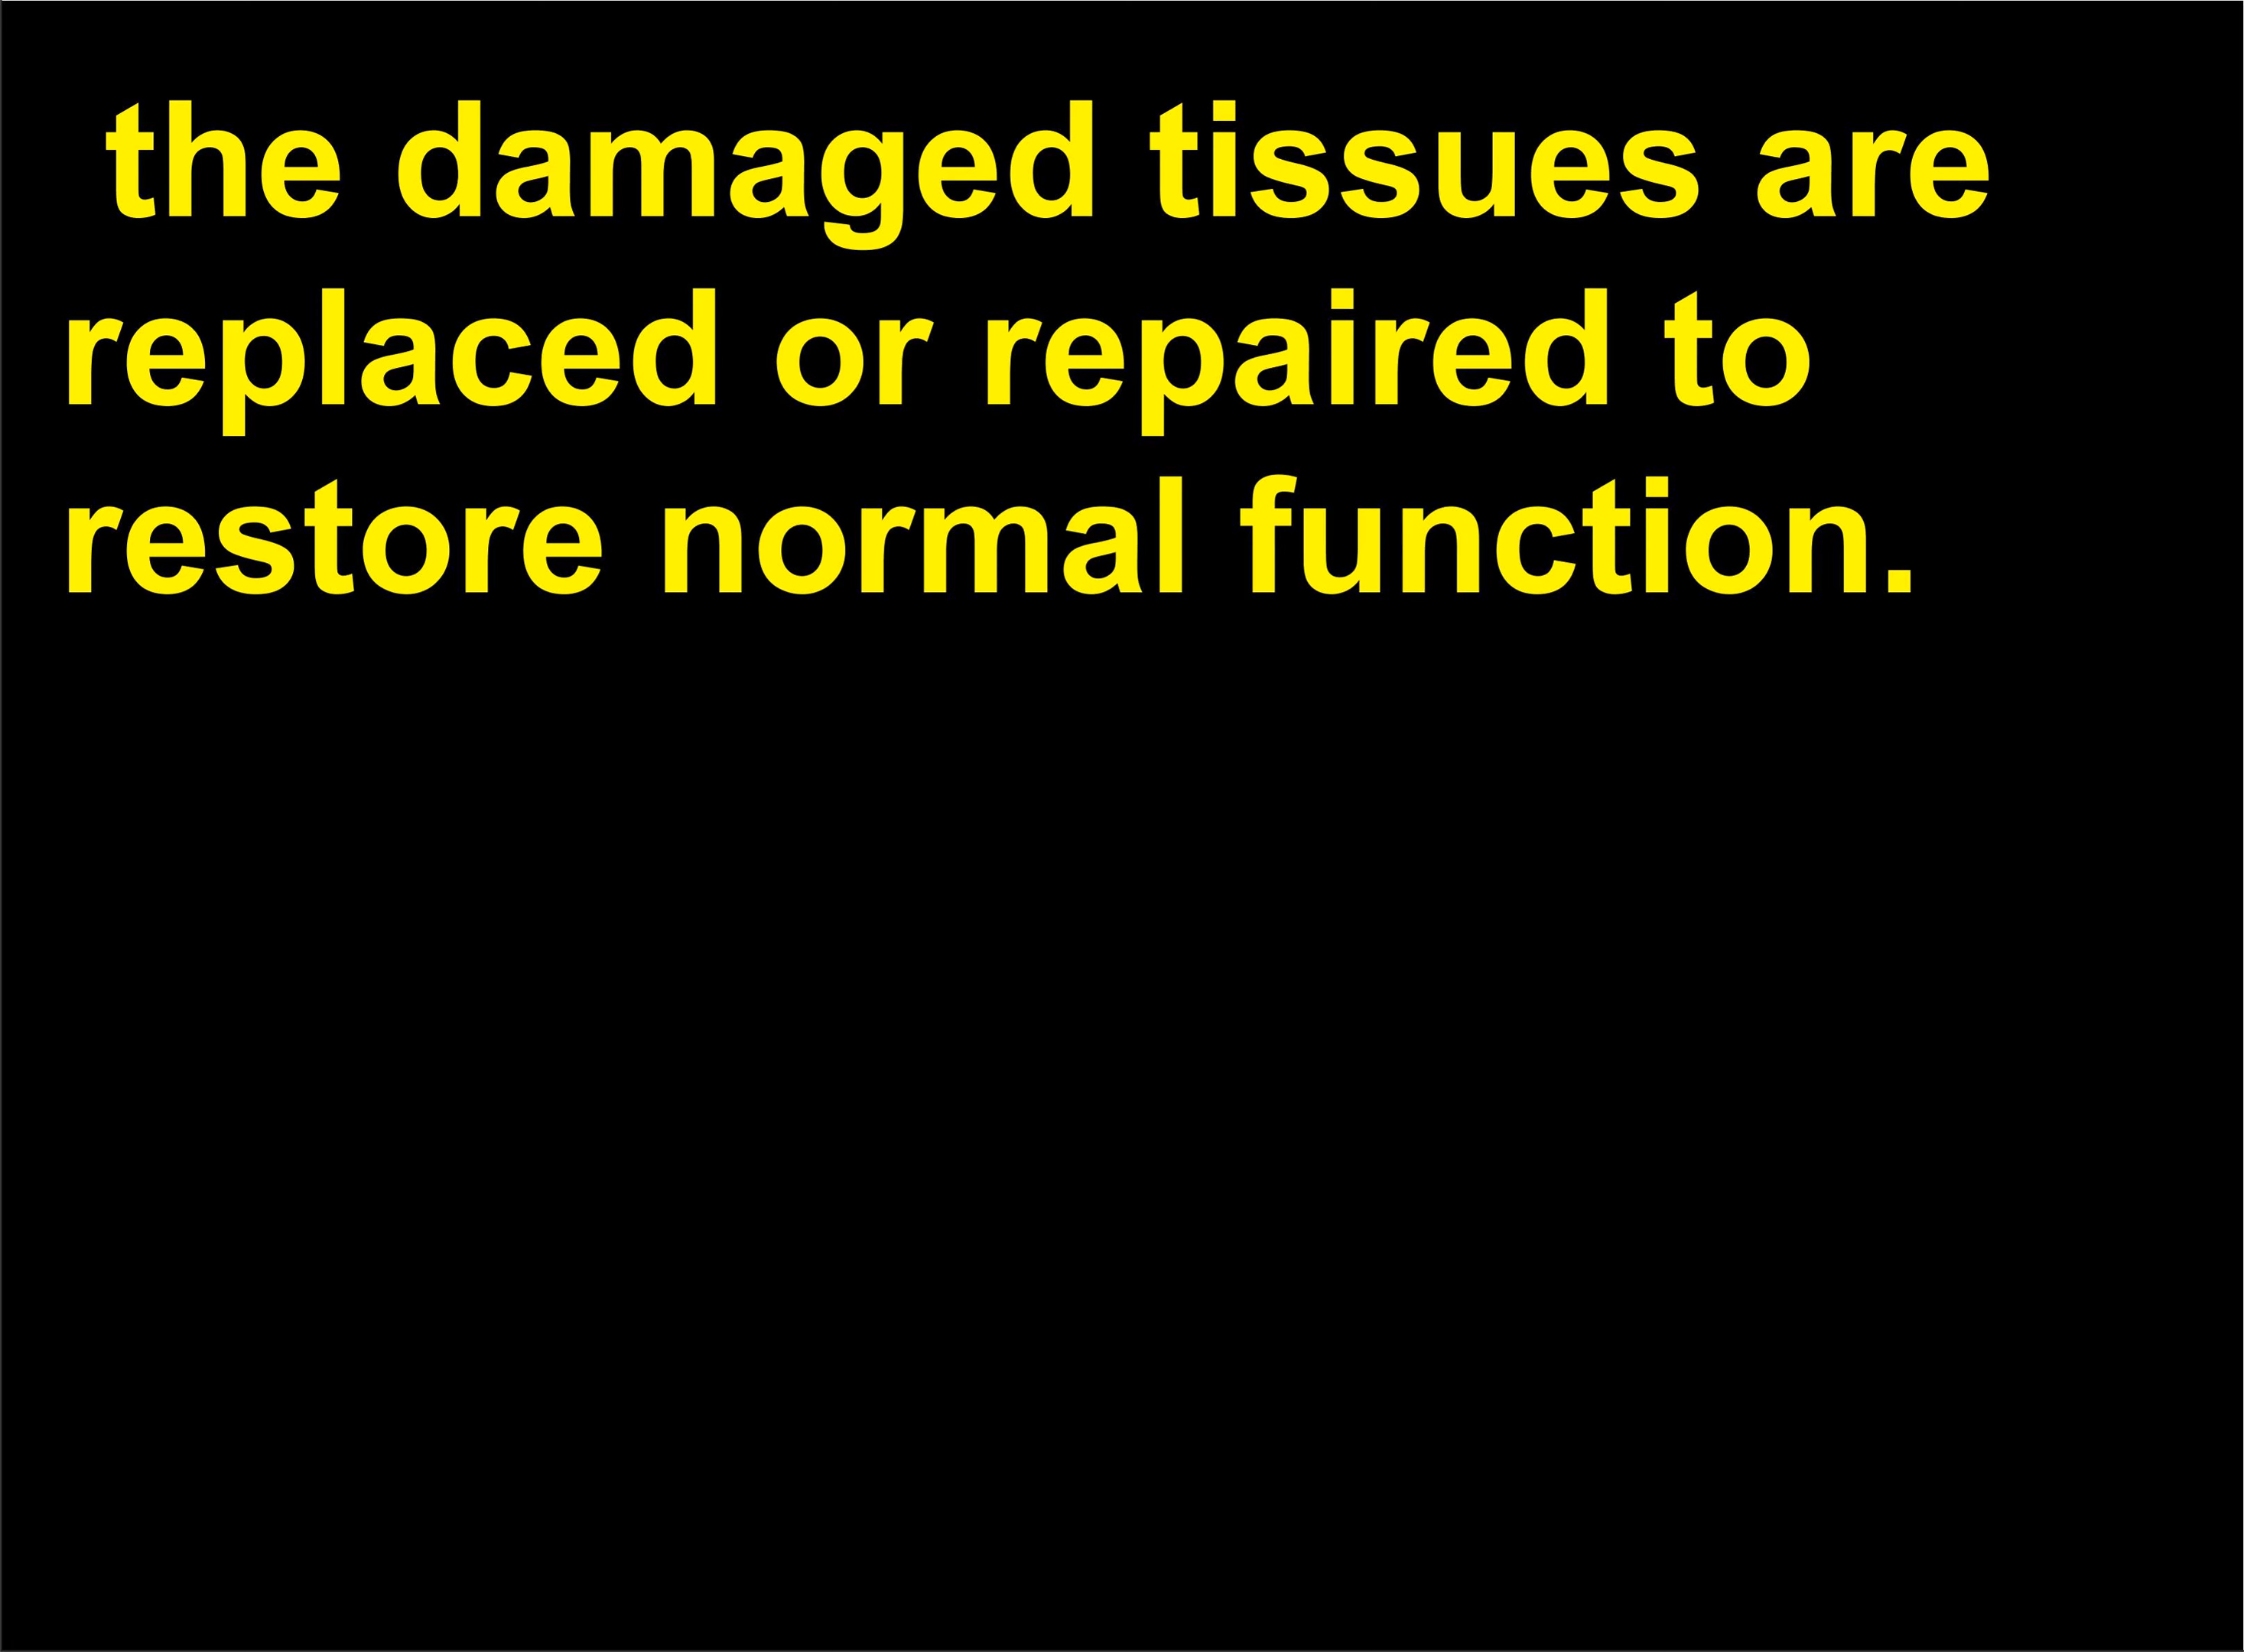 the damaged tissues are
replaced or repaired to
restore normal function.